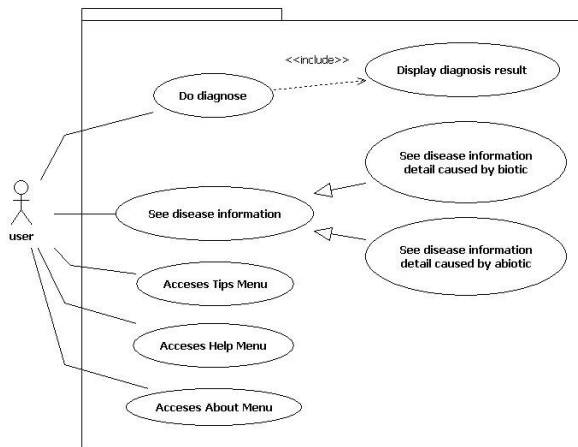 <<include>>
Do diagnose
Display diagnosis result
See disease information
detail caused by biotic
user
See disease information
See disease information
detail caused by abiotic
Acceses Tips Menu
Acceses Help Menu
Acceses About Menu